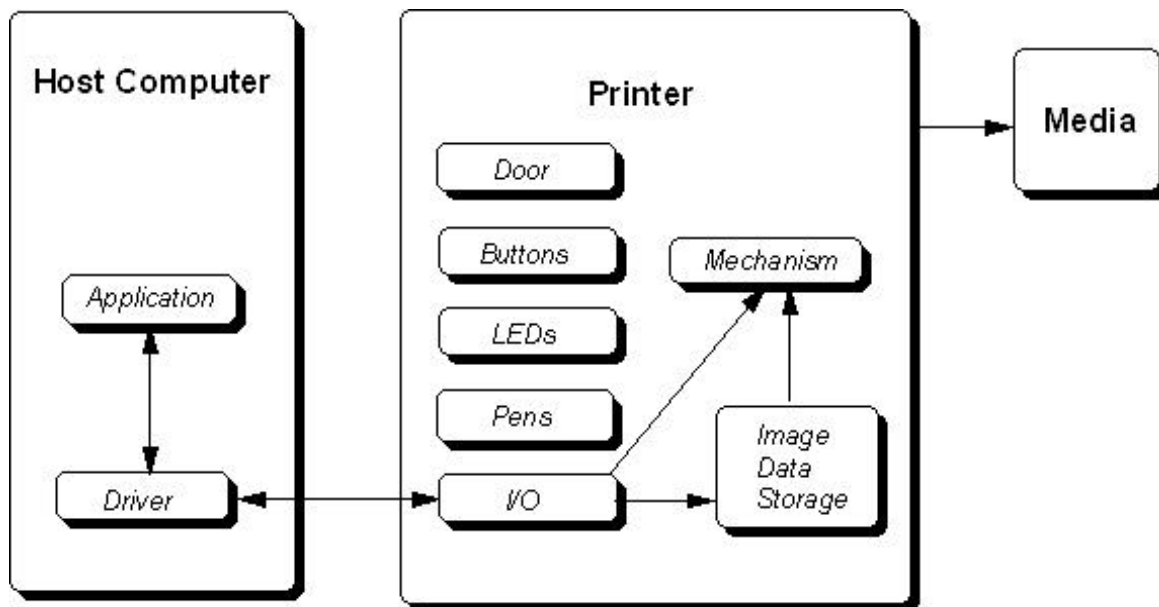 Host Computer
Application
Driver
Printer
Door
Buttons
LEDs
Pens
I/O
Mechanism
Image
Data
Storage
Media